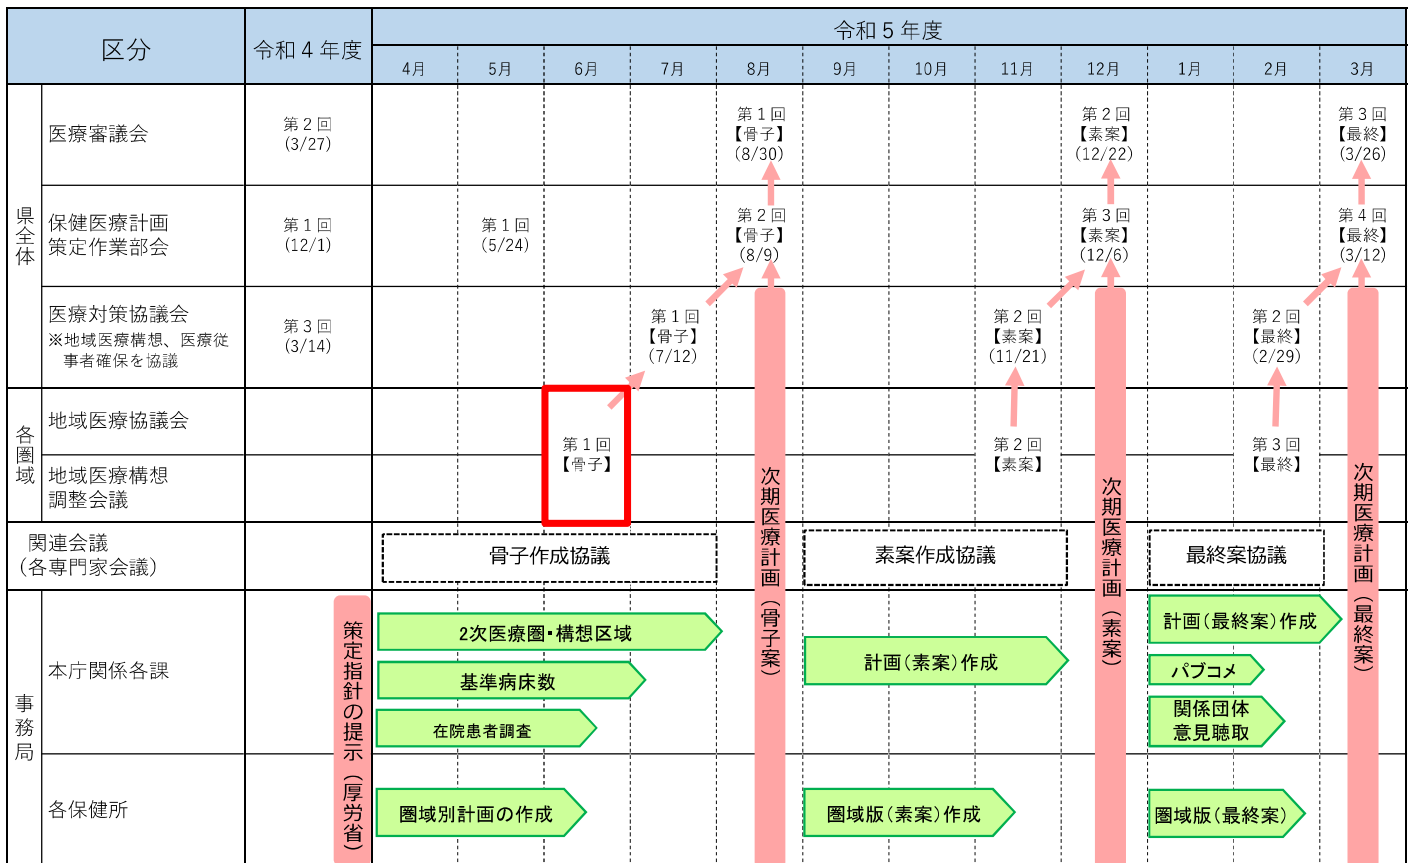 区分
令和４年度
令和５年度
4月
5月
6月
7月
8月
9月
10月
11月
12月
1月
2月
3月
県全体
医療審議会
第２回
(3/27)
第１回
【骨子】
(8/30)
第２回
【素案】
(12/22)
第３回
【最終】
(3/26)
保健医療計画
策定作業部会
第１回
(12/1)
第１回
(5/24)
第２回
【骨子】
(8/9)
第３回
【素案】
(12/6)
第４回
【最終】
(3/12)
医療対策協議会
※地域医療構想、医療従
事者確保を協議
第３回
(3/14)
第１回
【骨子】
(7/12)
第２回
【素案】
(11/21)
第２回
【最終】
(2/29)
各圏域
地域医療協議会
地域医療構想
調整会議
第１回
【骨子】
第２回
【素案】
第３回
【最終】
関連会議
（各専門家会議）
骨子作成協議
素案作成協議
最終案協議
次期医療計画（骨子案）
次期医療計画（素案）
次期医療計画（最終案）
事務局
本庁関係各課
策定指針の提示（厚労省）
2次医療圏・構想区域
基準病床数
在院患者調査
計画（素案）作成
計画（最終案）作成
パブコメ
関係団体
意見聴取
各保健所
圏域別計画の作成
圏域版（素案）作成
圏域版（最終案）